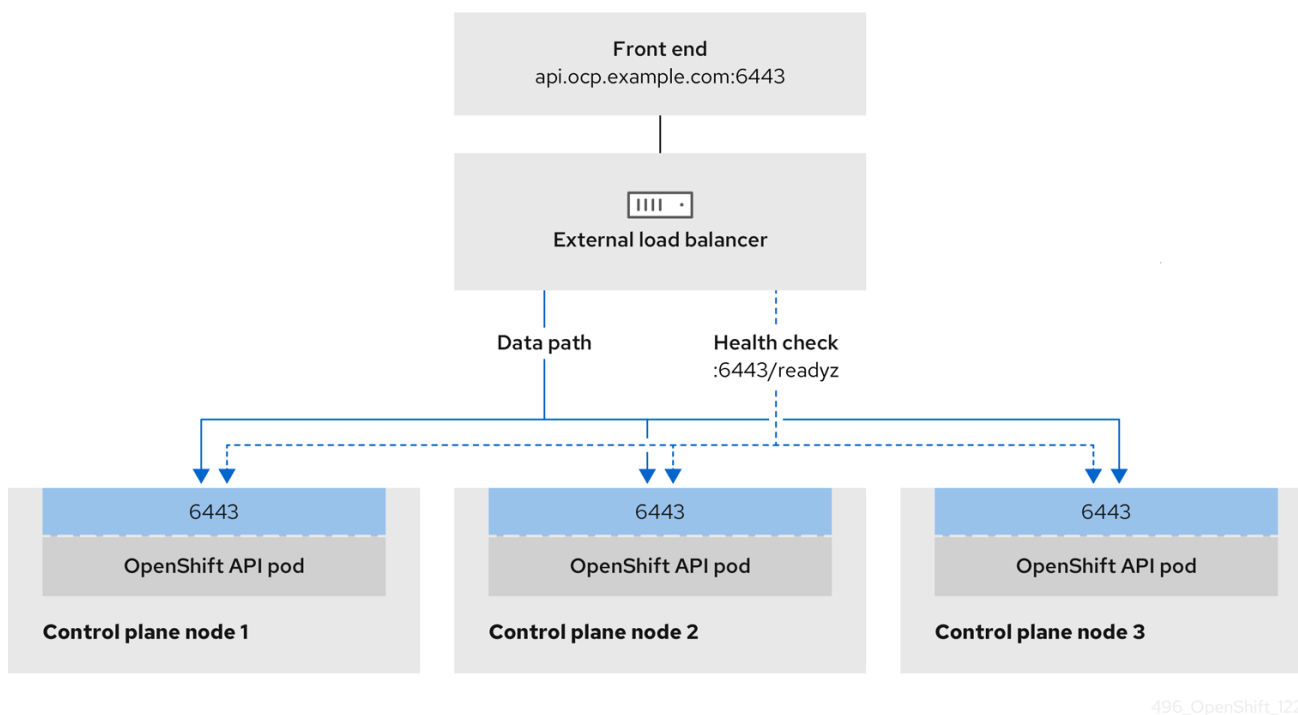 Front end
api.ocp.example.com:6443
External load balancer
Data path
Health check
:6443/readyz
6443
6443
6443
OpenShift API pod
OpenShift API pod
OpenShift API pod
Control plane node 1
Control plane node 2
Control plane node 3
496_OpenShift_122